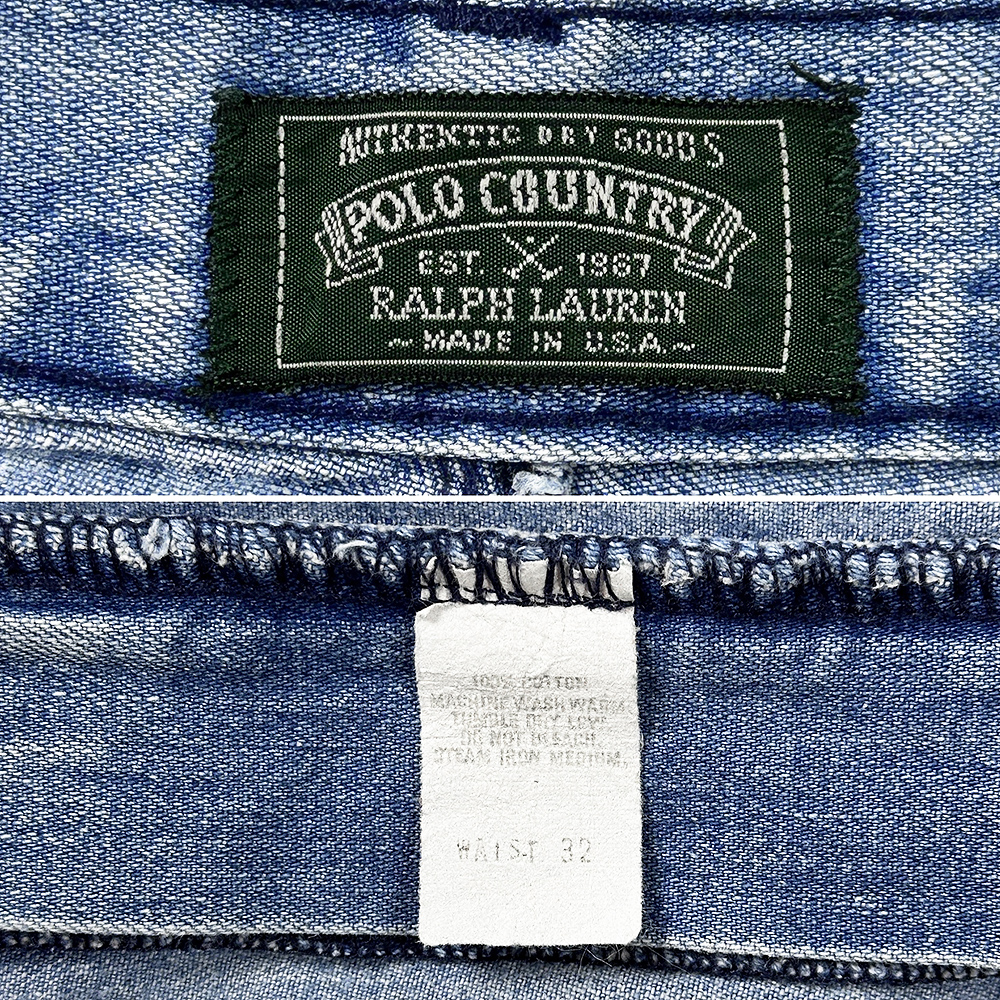 AUTHENTIC DRY GOODS
POLO COUNTRY
EST. 1967
RALPH LAUREN
~ MADE IN U.S.A. ~
100% COTTON
MACHINE WASH WARM
TUMBLE DRY LOW
DO NOT BLEACH.
STEAM IRON MEDIUM.
WAIST 32